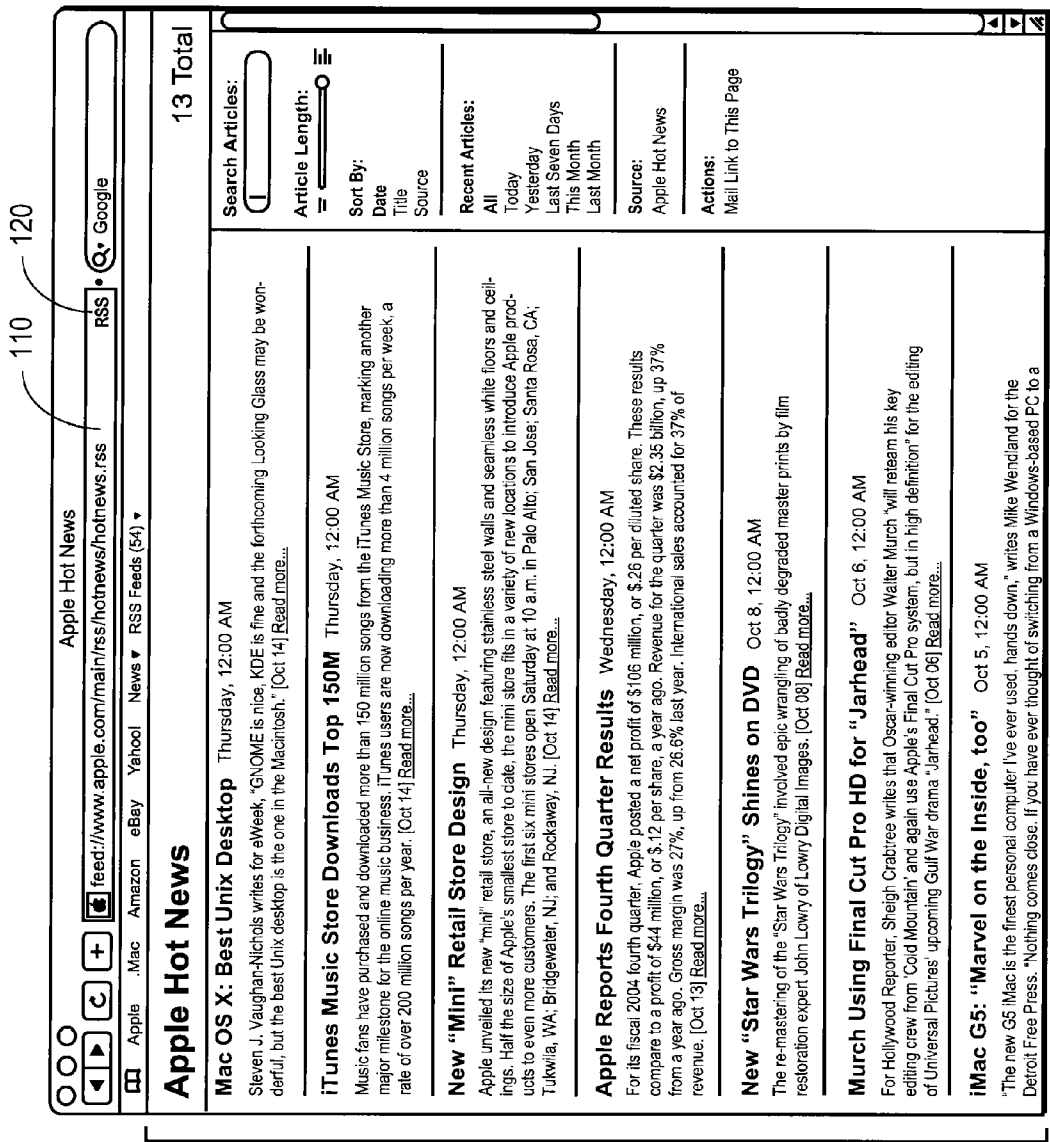 110
120
Apple Hot News
feed://www.apple.com/main/rss/hotnews/hotnews.rss
RSS
Google
Apple .Mac Amazon eBay Yahool News ▼ RSS Feeds (54) ▼
Apple Hot News
13 Total
Mac OS X: Best Unix Desktop Thursday, 12:00 AM
Steven J. Vaughan-Nichols writes for eWeek, “GNOME is nice, KDE is fine and the forthcoming Looking Glass may be won-
derful, but the best Unix desktop is the one in the Macintosh.” [Oct 14] Read more...
iTunes Music Store Downloads Top 150M Thursday, 12:00 AM
Music fans have purchased and downloaded more than 150 million songs from the iTunes Music Store, marking another
major milestone for the online music business. iTunes users are now downloading more than 4 million songs per week, a
rate of over 200 million songs per year. [Oct 14] Read more...
New “Mini” Retail Store Design Thursday, 12:00 AM
Apple unveiled its new “mini” retail store, an all-new design featuring stainless steel walls and seamless white floors and ceil-
ings. Half the size of Apple's smallest store to date, the mini store fits in a variety of new locations to introduce Apple prod-
ucts to even more customers. The first six mini stores open Saturday at 10 a.m. in Palo Alto; San Jose; Santa Rosa, CA;
Tukwila, WA; Bridgewater, NJ; and Rockaway, NJ. [Oct 14] Read more...
Apple Reports Fourth Quarter Results Wednesday, 12:00 AM
For its fiscal 2004 fourth quarter, Apple posted a net profit of $106 million, or $.26 per diluted share. These results
compare to a profit of $44 million, or $.12 per share, a year ago. Revenue for the quarter was $2.35 billion, up 37%
from a year ago. Gross margin was 27%, up from 26.6% last year. International sales accounted for 37% of
revenue. [Oct 13] Read more...
New “Star Wars Trilogy” Shines on DVD Oct 8, 12:00 AM
The re-mastering of the “Star Wars Trilogy” involved epic wrangling of badly degraded master prints by film
restoration expert John Lowry of Lowry Digital Images. [Oct 08] Read more...
Murch Using Final Cut Pro HD for “Jarhead” Oct 6, 12:00 AM
For Hollywood Reporter, Sheigh Crabtree writes that Oscar-winning editor Walter Murch “will reteam his key
editing crew from 'Cold Mountain' and again use Apple's Final Cut Pro system, but in high definition” for the editing
of Universal Pictures' upcoming Gulf War drama “Jarhead.” [Oct 06] Read more...
iMac G5: “Marvel on the Inside, too” Oct 5, 12:00 AM
“The new G5 iMac is the finest personal computer I've ever used, hands down,” writes Mike Wendland for the
Detroit Free Press. “Nothing comes close. If you have ever thought of switching from a Windows-based PC to a
Search Articles:
Article Length:
Sort By:
Date
Title
Source
Recent Articles:
All
Today
Yesterday
Last Seven Days
This Month
Last Month
Source:
Apple Hot News
Actions:
Mail Link to This Page